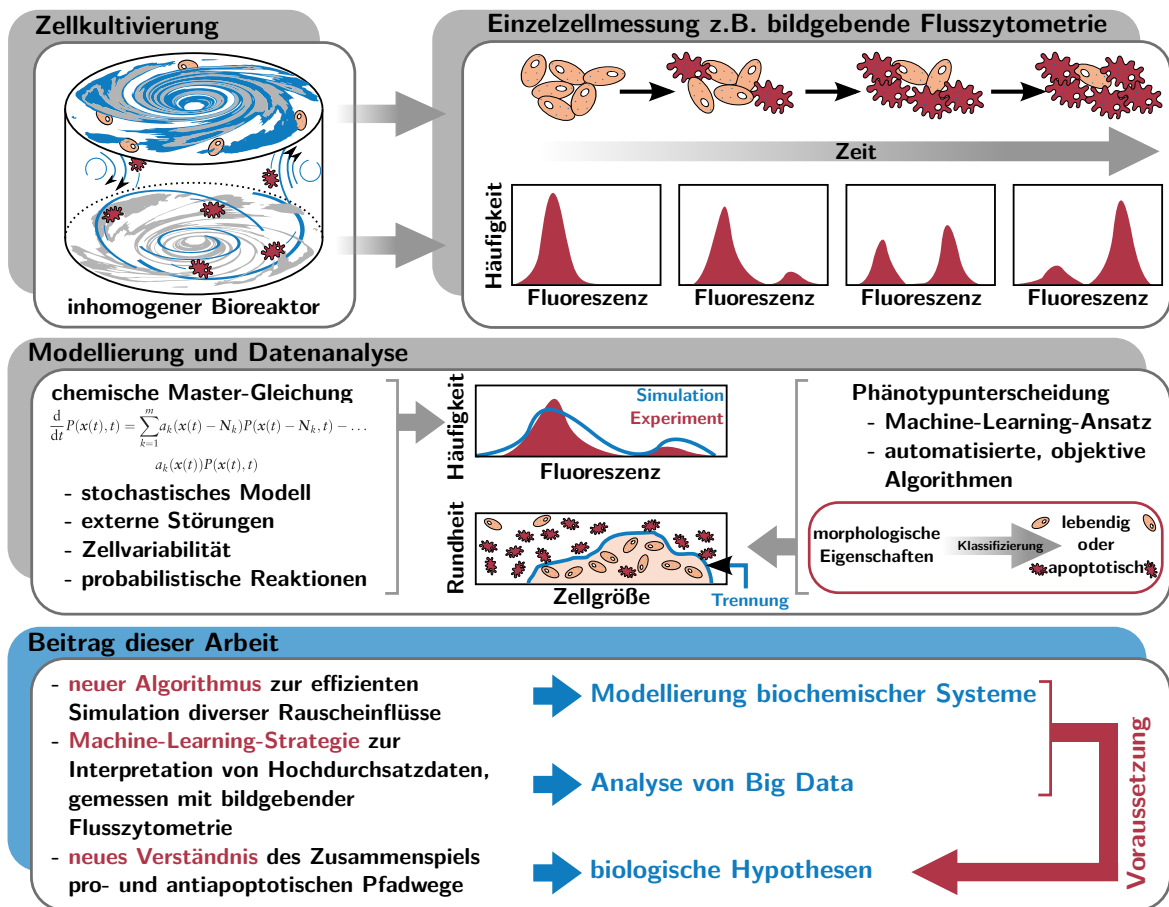 Zellkultivierung
inhomogener Bioreaktor
Einzelzellmessung z.B. bildgebende Flusszytometrie
Zeit
Häufigkeit
Fluoreszenz
Fluoreszenz
Fluoreszenz
Fluoreszenz
Modellierung und Datenanalyse
chemische Master-Gleichung
d/dt P(x(t), t) = ∑_{k=1}^{m} a_k(x(t) − N_k)P(x(t) − N_k, t) − …
a_k(x(t))P(x(t), t)
- stochastisches Modell
- externe Störungen
- Zellvariabilität
- probabilistische Reaktionen
Häufigkeit
Simulation
Experiment
Fluoreszenz
Rundheit
Zellgröße
Trennung
Phänotypunterscheidung
- Machine-Learning-Ansatz
- automatisierte, objektive
Algorithmen
morphologische
Eigenschaften
Klassifizierung
lebendig
oder
apoptotisch
Beitrag dieser Arbeit
- neuer Algorithmus zur effizienten
Simulation diverser Rauscheinflüsse
- Machine-Learning-Strategie zur
Interpretation von Hochdurchsatzdaten,
gemessen mit bildgebender
Flusszytometrie
- neues Verständnis des Zusammenspiels
pro- und antiapoptotischen Pfadwege
Modellierung biochemischer Systeme
Analyse von Big Data
biologische Hypothesen
Voraussetzung